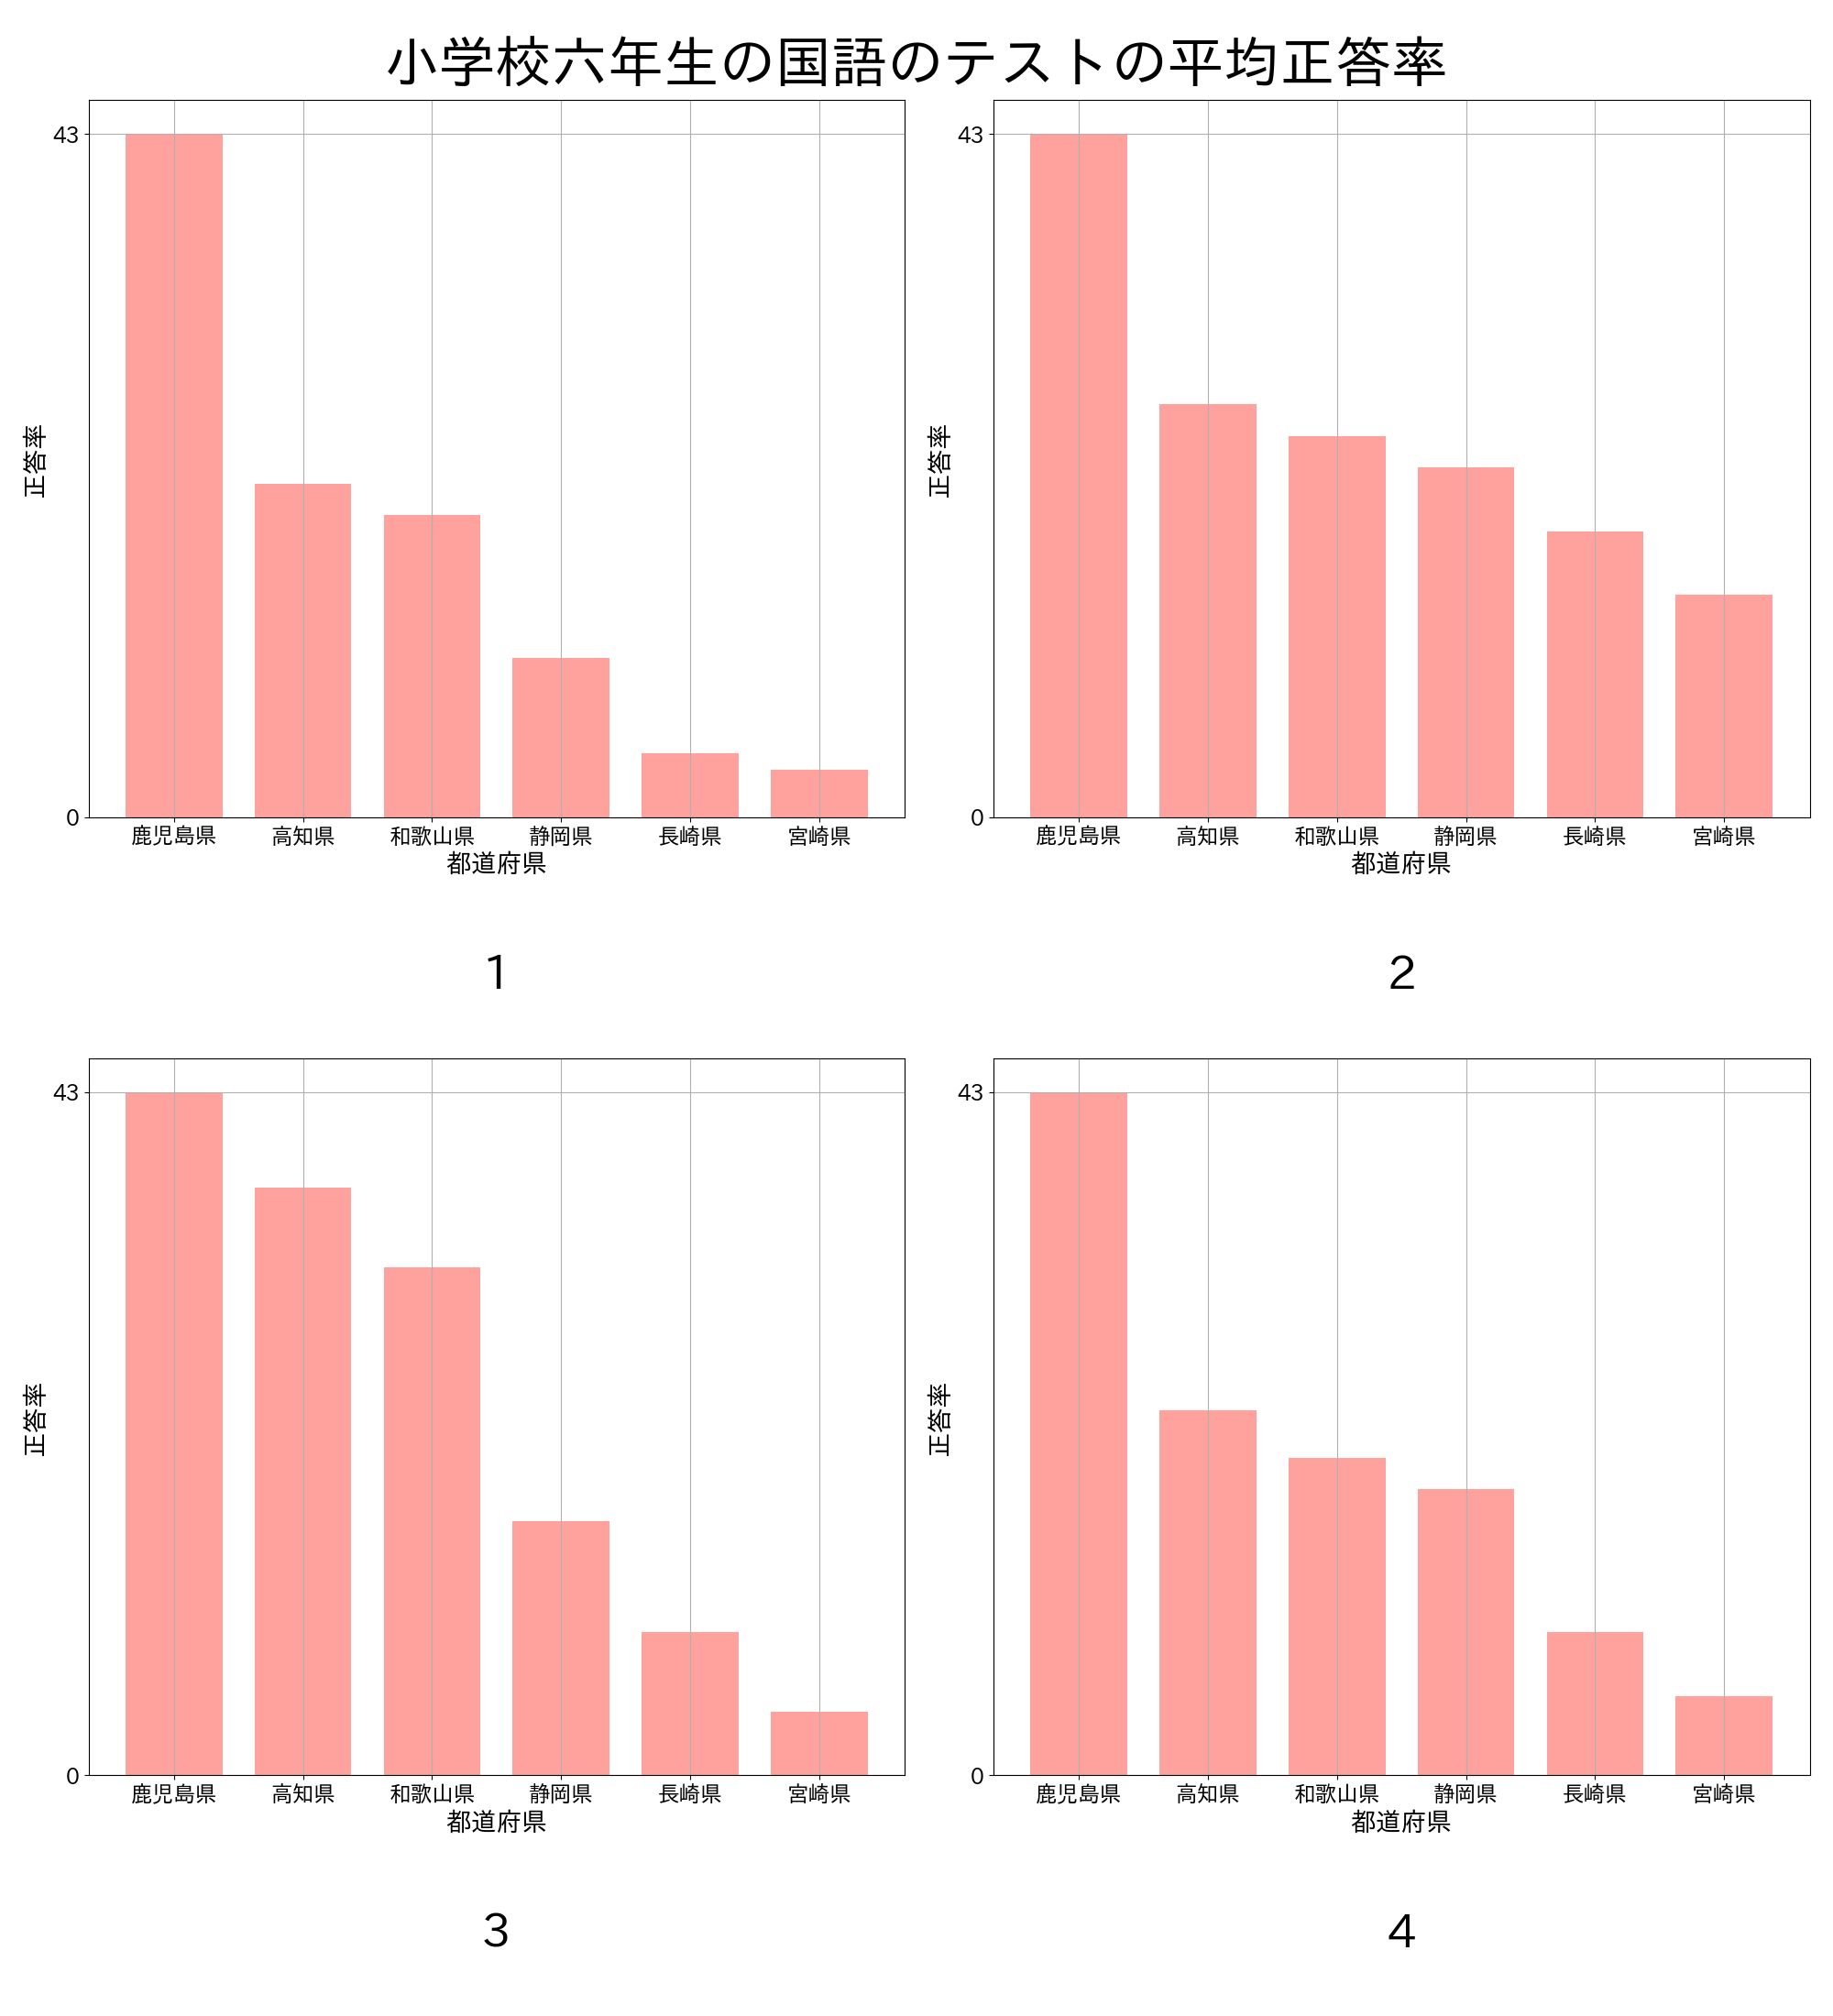 小学校六年生の国語のテストの平均正答率
43
0
正答率
鹿児島県 高知県 和歌山県 静岡県 長崎県 宮崎県
都道府県
1
43
0
正答率
鹿児島県 高知県 和歌山県 静岡県 長崎県 宮崎県
都道府県
2
43
0
正答率
鹿児島県 高知県 和歌山県 静岡県 長崎県 宮崎県
都道府県
3
43
0
正答率
鹿児島県 高知県 和歌山県 静岡県 長崎県 宮崎県
都道府県
4